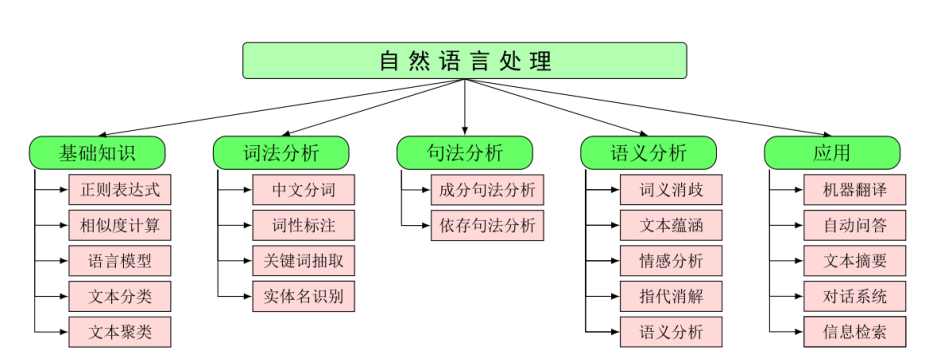 自然语言处理
基础知识
词法分析
句法分析
语义分析
应用
正则表达式
中文分词
成分句法分析
词义消歧
机器翻译
相似度计算
词性标注
依存句法分析
文本蕴涵
自动问答
语言模型
关键词抽取
情感分析
文本摘要
文本分类
实体名识别
指代消解
对话系统
文本聚类
语义分析
信息检索